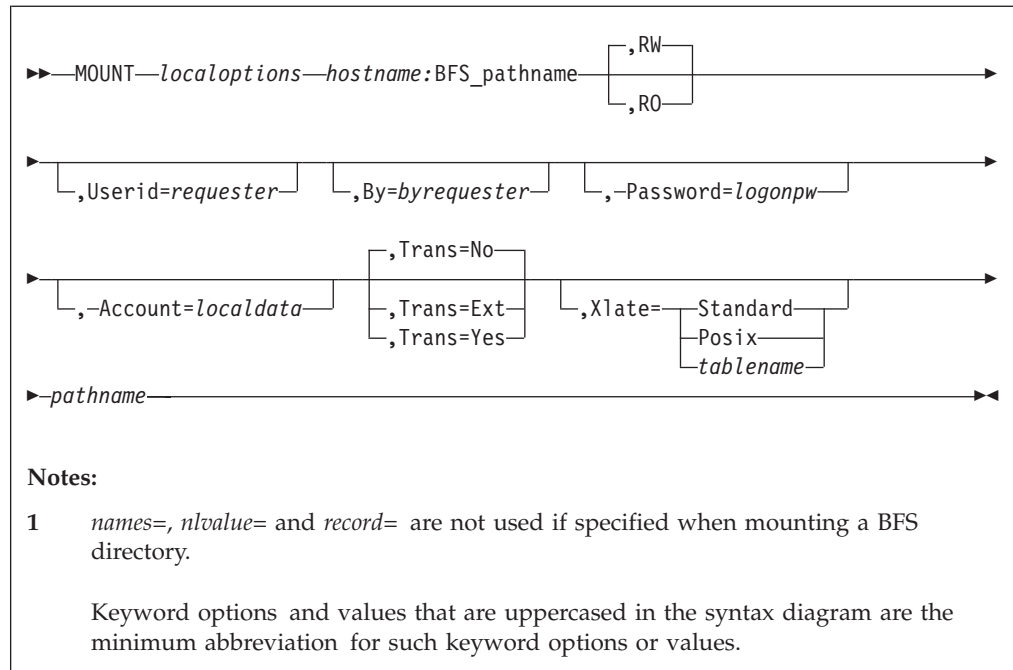 ,RW
MOUNT localoptions hostname:BFS_pathname
,RO
,Userid=requester ,By=byrequester ,–Password=logonpw
,Trans=No
,–Account=localdata ,Trans=Ext ,Xlate= Standard
,Trans=Yes Posix
tablename
pathname
Notes:
1 names=, nlvalue= and record= are not used if specified when mounting a BFS
directory.
Keyword options and values that are uppercased in the syntax diagram are the
minimum abbreviation for such keyword options or values.